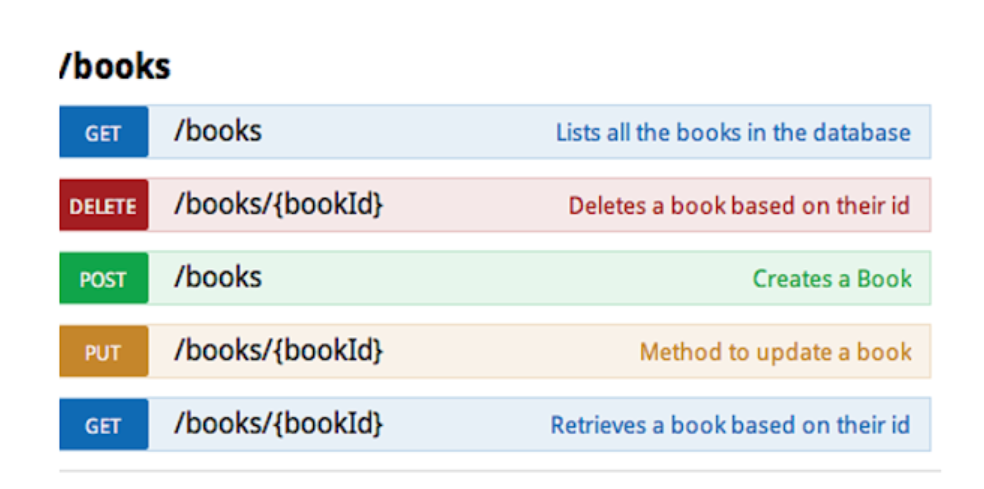 /books
GET /books Lists all the books in the database
DELETE /books/{bookId} Deletes a book based on their id
POST /books Creates a Book
PUT /books/{bookId} Method to update a book
GET /books/{bookId} Retrieves a book based on their id